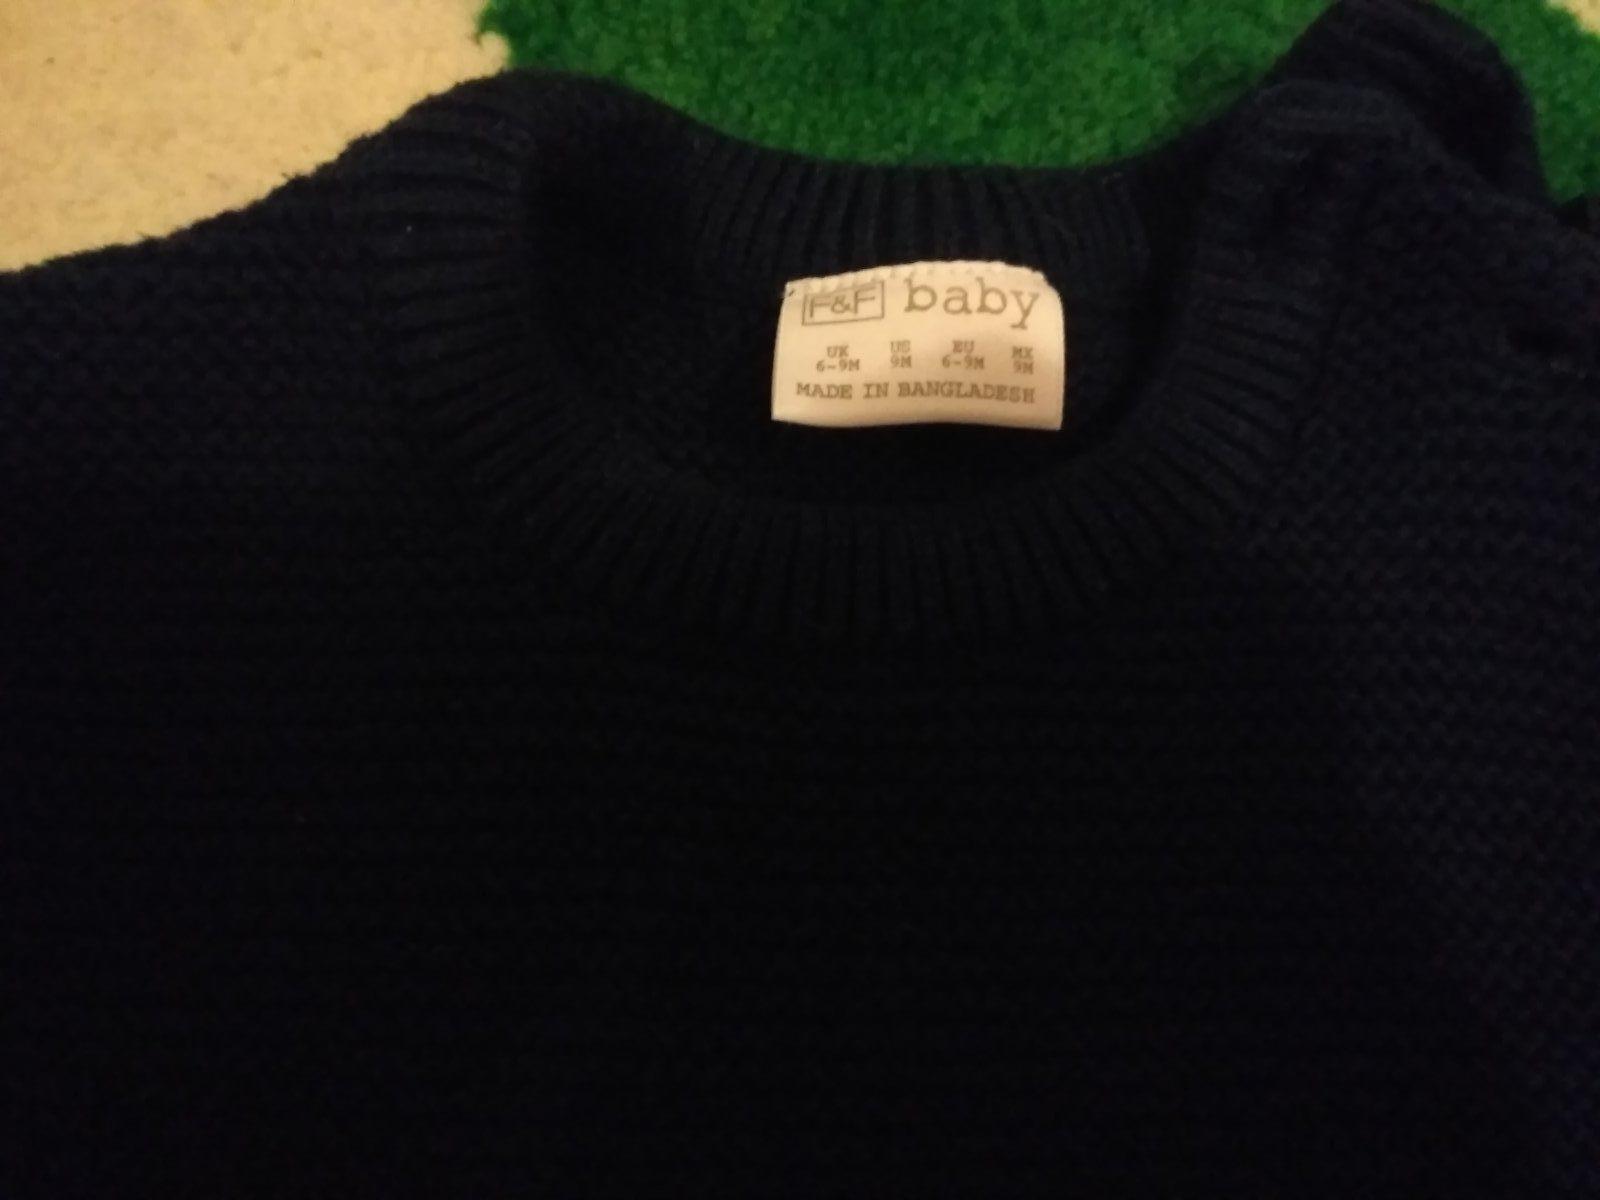 F&F baby
UK US EU MX
6-9M 9M 6-9M 9M
MADE IN BANGLADESH